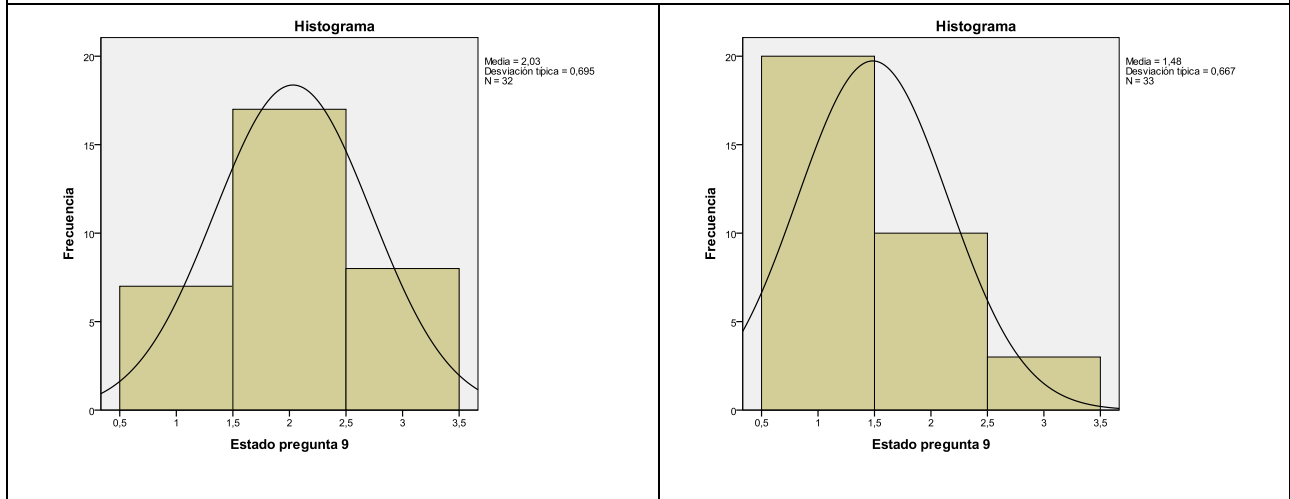 Histograma
Media = 2,03
Desviación típica = 0,695
N = 32
Frecuencia
20
15
10
5
0
0,5 1 1,5 2 2,5 3 3,5
Estado pregunta 9
Histograma
Media = 1,48
Desviación típica = 0,667
N = 33
Frecuencia
20
15
10
5
0
0,5 1 1,5 2 2,5 3 3,5
Estado pregunta 9